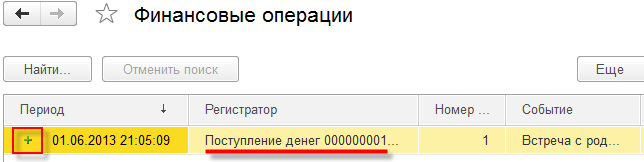 Финансовые операции
Найти... Отменить поиск Еще
Период ↓ Регистратор Номер ... Событие
+ 01.06.2013 21:05:09 Поступление денег 000000001... 1 Встреча с род...